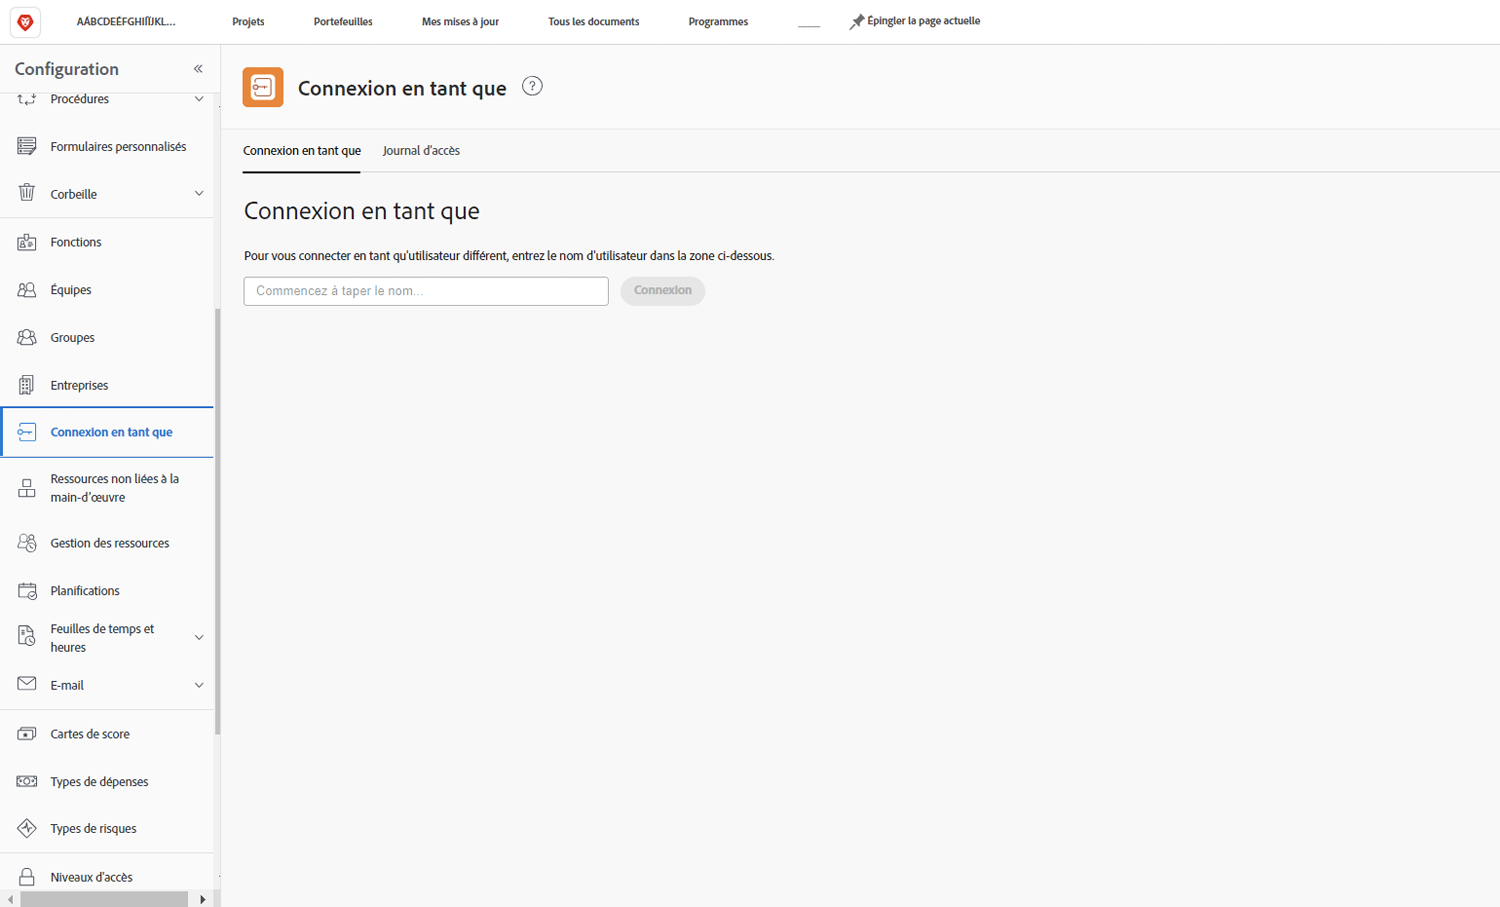 AÁBCDEÉFGHIÍĬJKL...
Projets
Portefeuilles
Mes mises à jour
Tous les documents
Programmes
Épingler la page actuelle
Configuration
Procédures
Formulaires personnalisés
Corbeille
Fonctions
Équipes
Groupes
Entreprises
Connexion en tant que
Ressources non liées à la
main-d'œuvre
Gestion des ressources
Planifications
Feuilles de temps et
heures
E-mail
Cartes de score
Types de dépenses
Types de risques
Niveaux d'accès
Connexion en tant que
Connexion en tant que
Journal d'accès
Connexion en tant que
Pour vous connecter en tant qu'utilisateur différent, entrez le nom d'utilisateur dans la zone ci-dessous.
Commencez à taper le nom...
Connexion